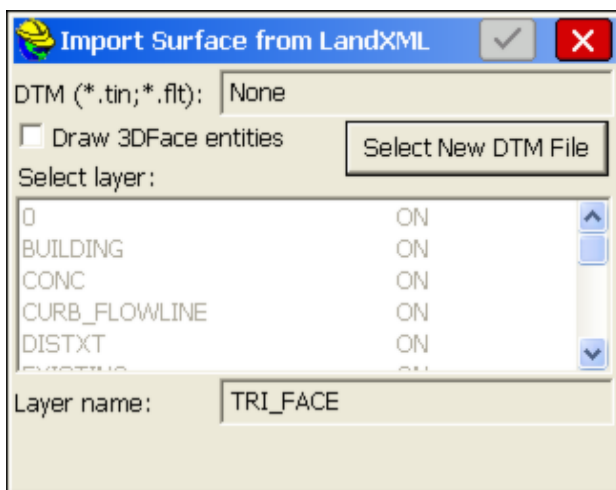 Import Surface from LandXML
DTM (*.tin;*.flt): None
Draw 3DFace entities
Select New DTM File
Select layer:
0 ON
BUILDING ON
CONC ON
CURB_FLOWLINE ON
DISTXT ON
Layer name: TRI_FACE